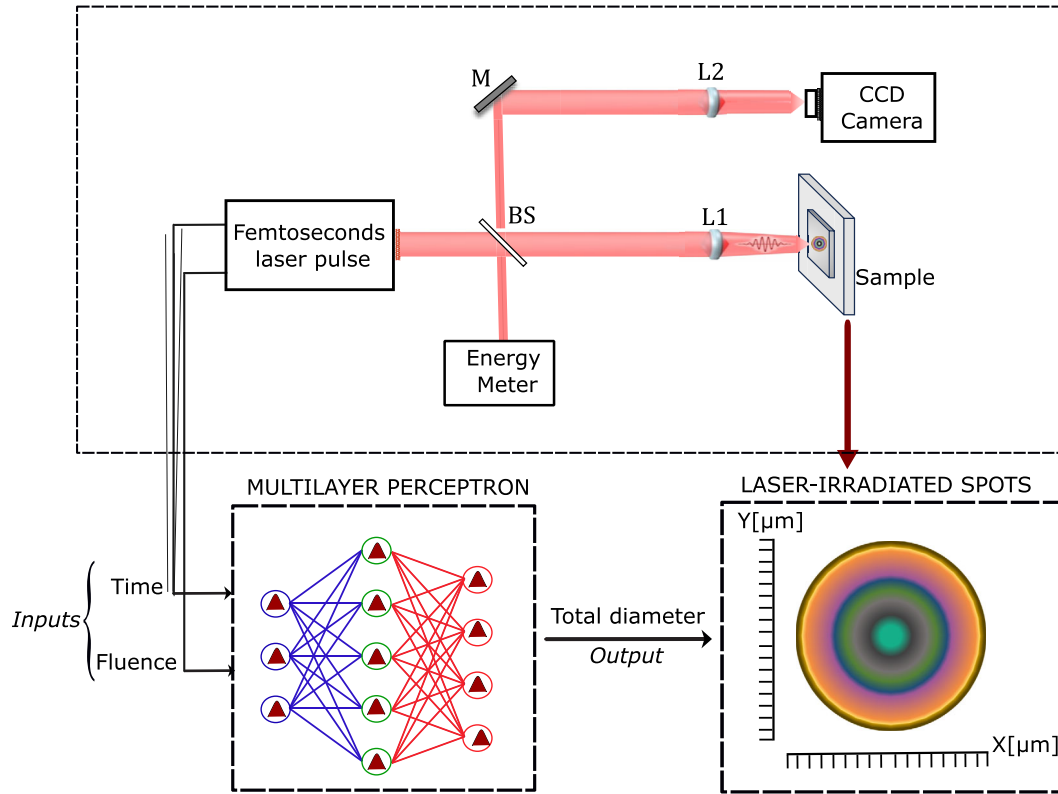 M
L2
CCD
Camera
BS
L1
Femtoseconds
laser pulse
Sample
Energy
Meter
MULTILAYER PERCEPTRON
LASER-IRRADIATED SPOTS
Y[µm]
Time
Inputs
Fluence
Total diameter
Output
X[µm]